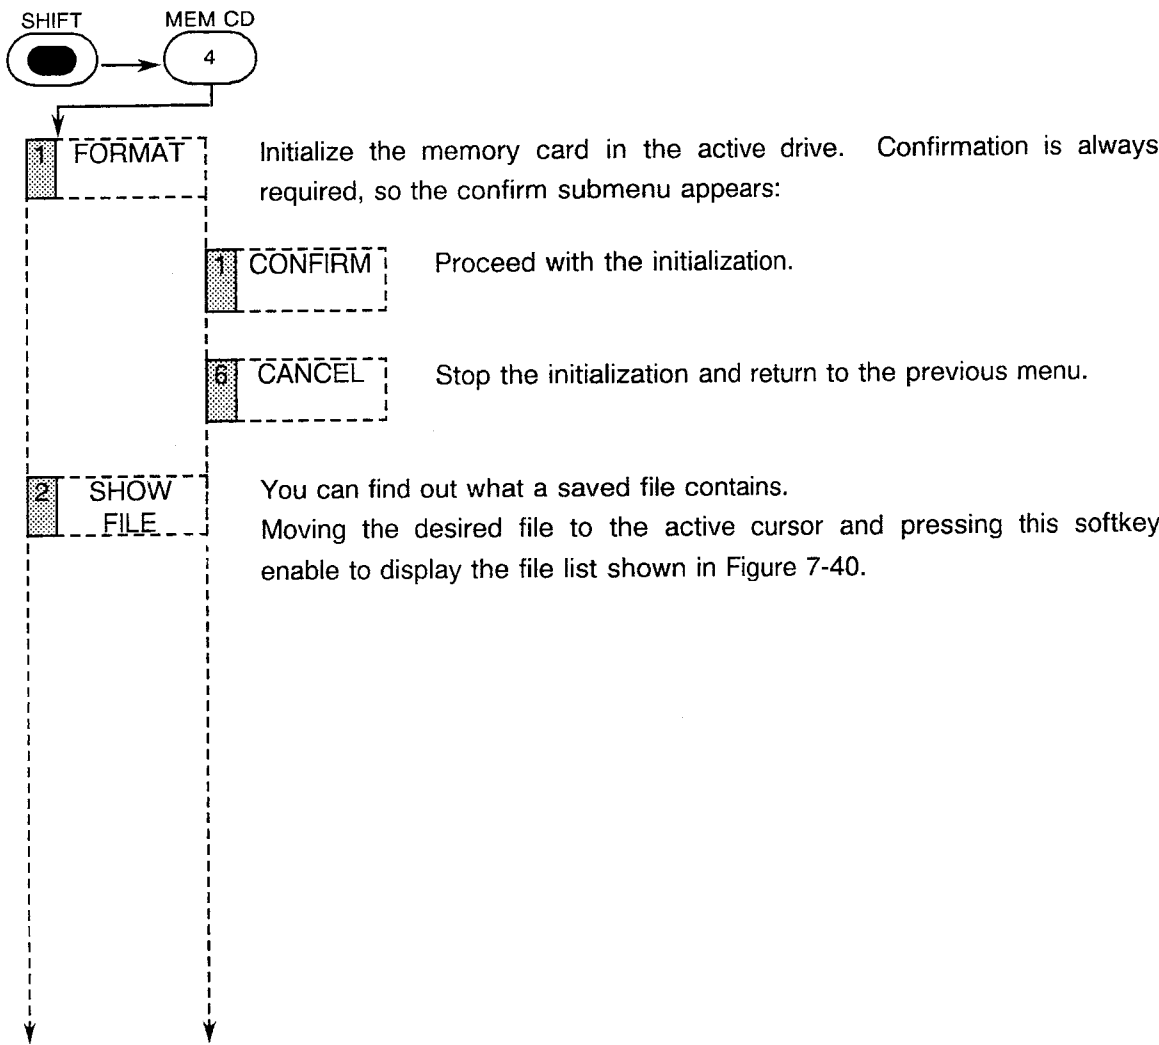 SHIFT MEM CD
4
1 FORMAT Initialize the memory card in the active drive. Confirmation is always
required, so the confirm submenu appears:
1 CONFIRM Proceed with the initialization.
6 CANCEL Stop the initialization and return to the previous menu.
2 SHOW You can find out what a saved file contains.
FILE Moving the desired file to the active cursor and pressing this softkey
enable to display the file list shown in Figure 7-40.